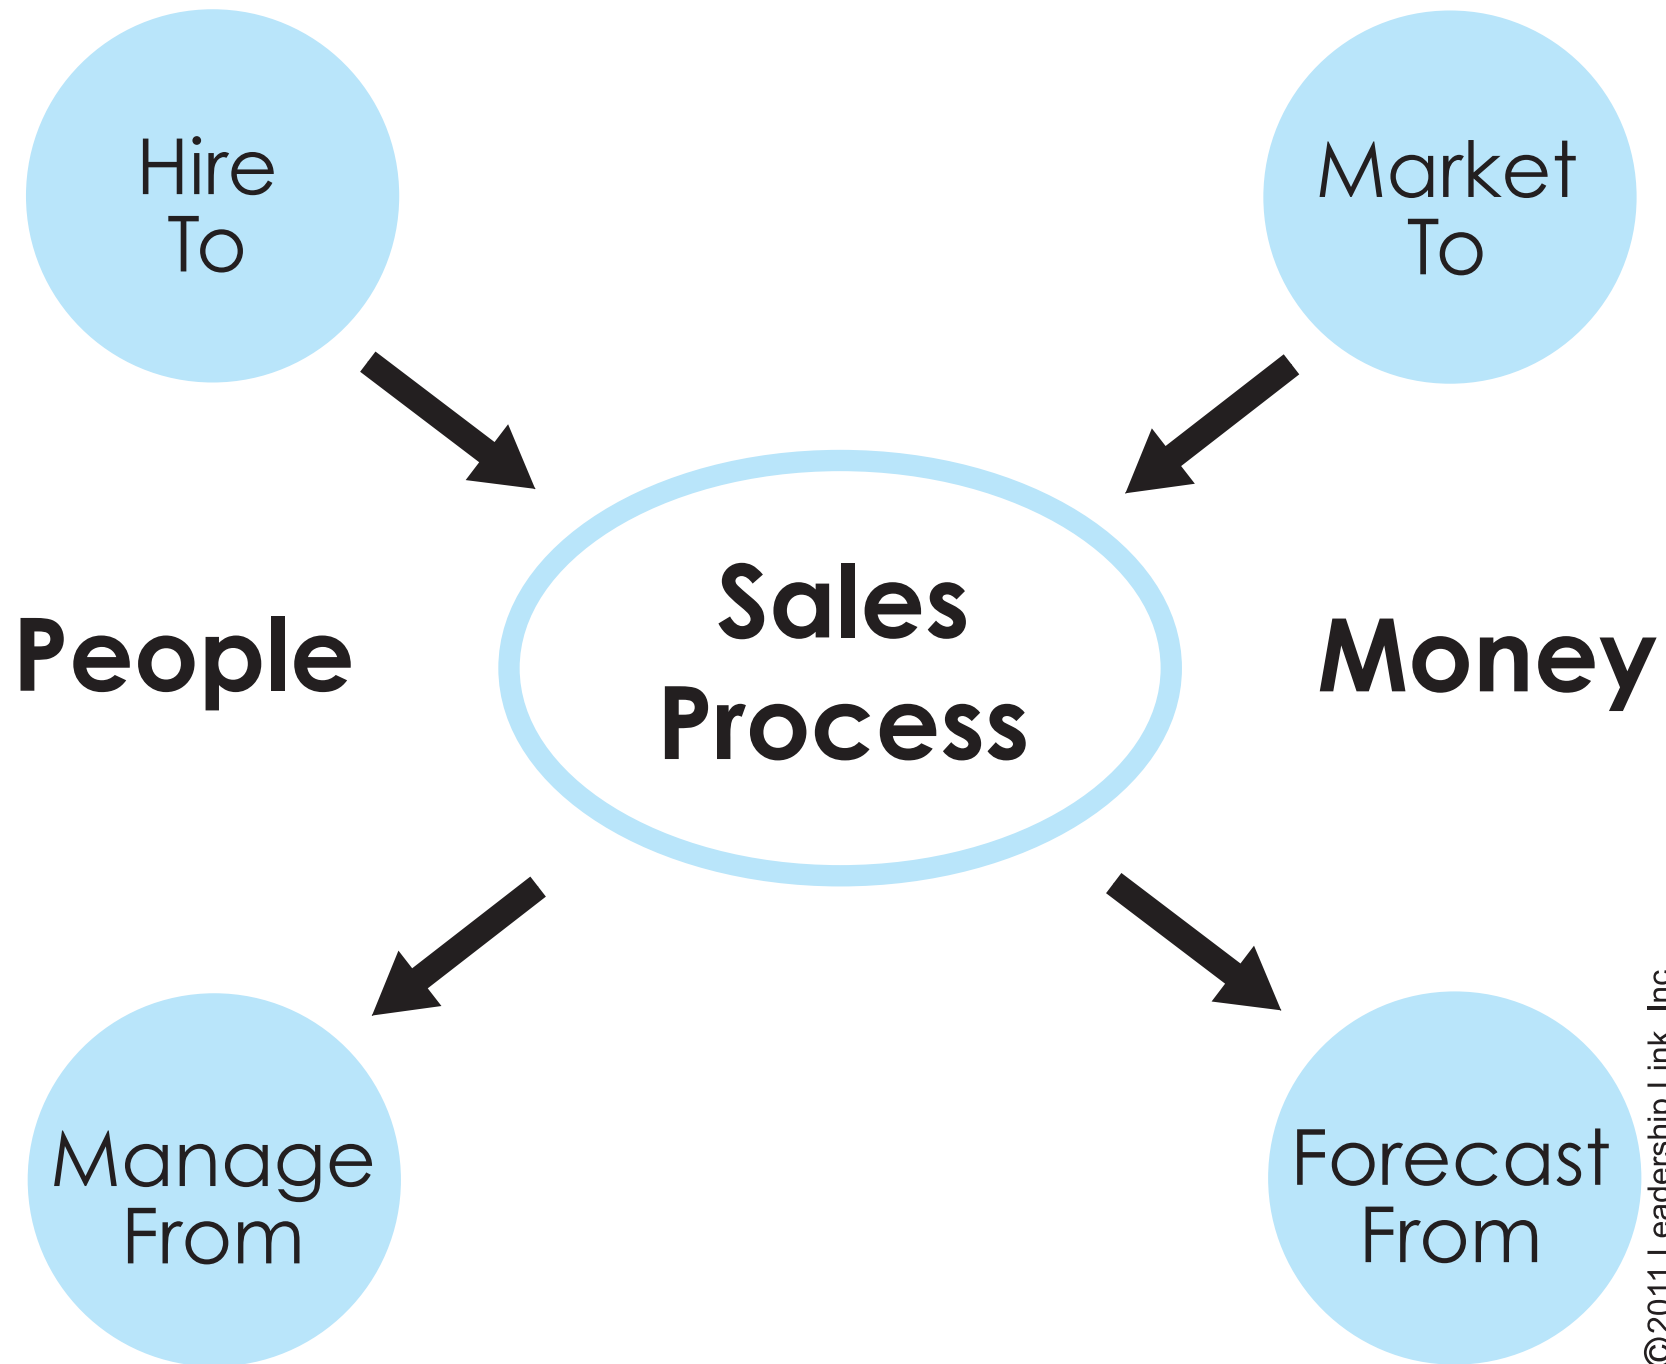 Hire
To
Market
To
People
Sales
Process
Money
Manage
From
Forecast
From
©2011 Leadership Link, Inc